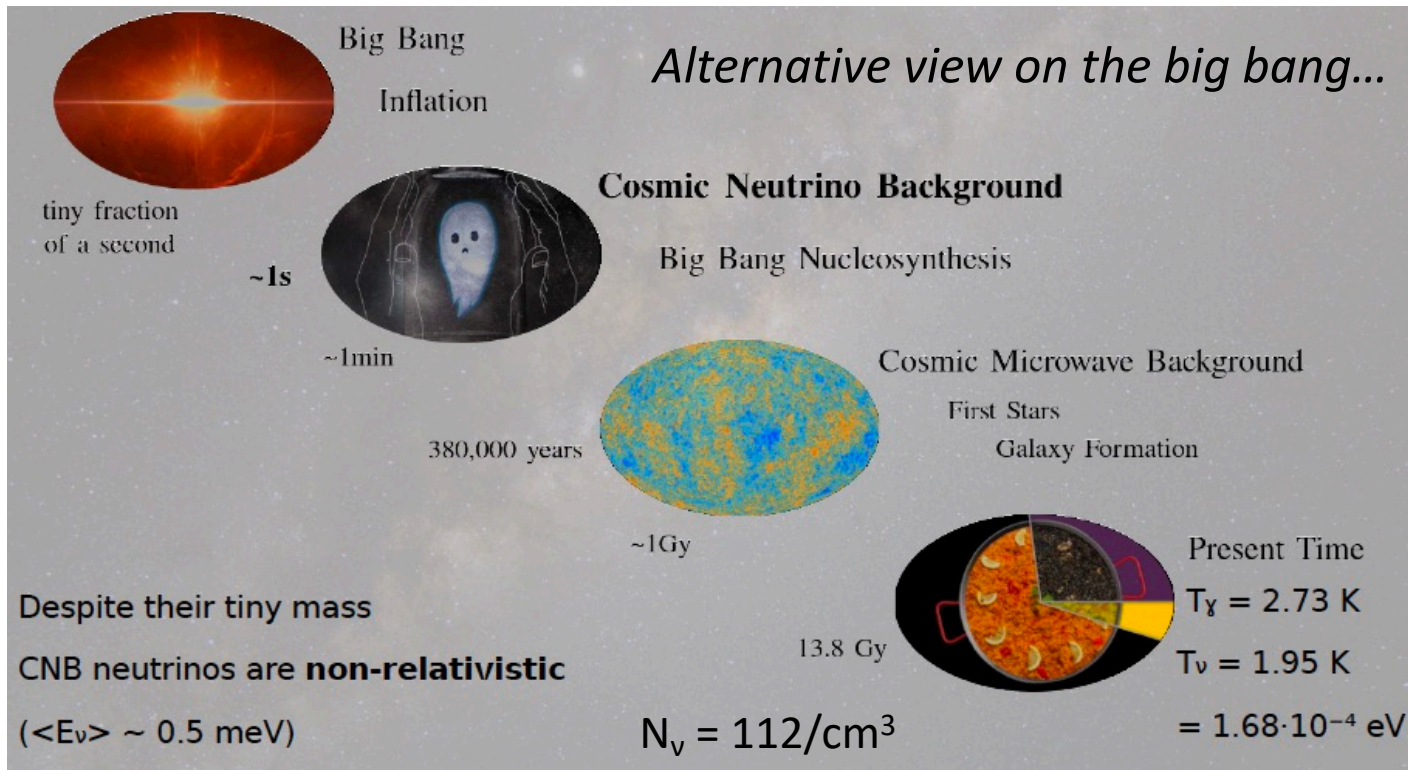 Big Bang
Alternative view on the big bang...
Inflation
tiny fraction
of a second
Cosmic Neutrino Background
~1s
Big Bang Nucleosynthesis
~1min
Cosmic Microwave Background
First Stars
380,000 years
Galaxy Formation
~1Gy
Present Time
Tɣ = 2.73 K
13.8 Gy
Tν = 1.95 K
= 1.68·10⁻⁴ eV
Despite their tiny mass
CNB neutrinos are non-relativistic
(<Eν> ~ 0.5 meV)
Nν = 112/cm³